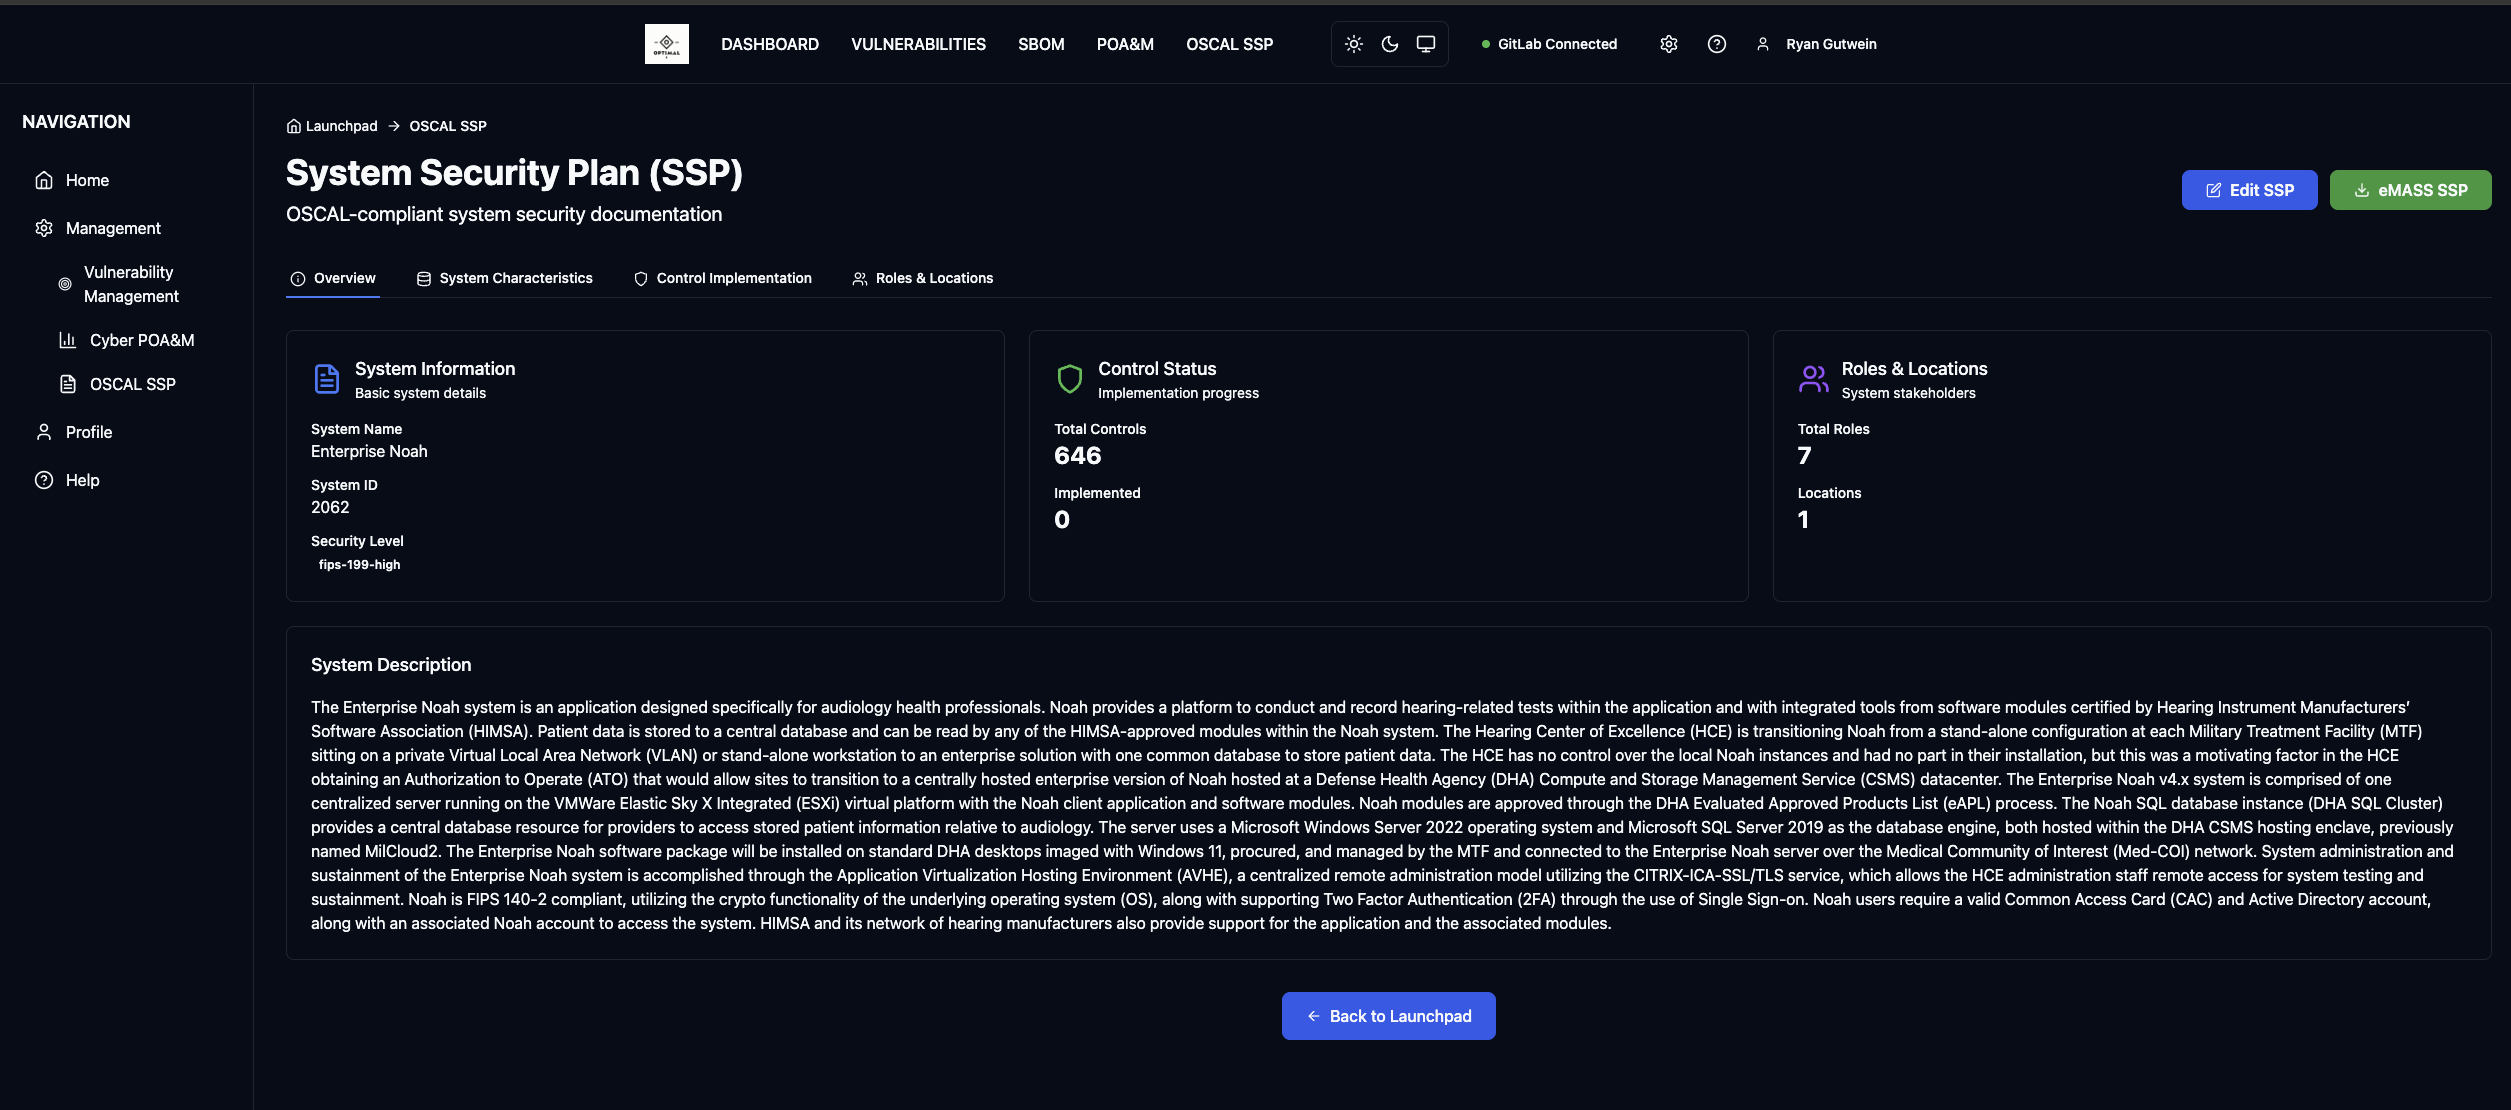 OPTIMAL
DASHBOARD
VULNERABILITIES
SBOM
POA&M
OSCAL SSP
GitLab Connected
Ryan Gutwein
NAVIGATION
Home
Management
Vulnerability
Management
Cyber POA&M
OSCAL SSP
Profile
Help
Launchpad → OSCAL SSP
System Security Plan (SSP)
OSCAL-compliant system security documentation
Edit SSP
eMASS SSP
Overview
System Characteristics
Control Implementation
Roles & Locations
System Information
Basic system details
System Name
Enterprise Noah
System ID
2062
Security Level
fips-199-high
Control Status
Implementation progress
Total Controls
646
Implemented
0
Roles & Locations
System stakeholders
Total Roles
7
Locations
1
System Description
The Enterprise Noah system is an application designed specifically for audiology health professionals. Noah provides a platform to conduct and record hearing-related tests within the application and with integrated tools from software modules certified by Hearing Instrument Manufacturers’
Software Association (HIMSA). Patient data is stored to a central database and can be read by any of the HIMSA-approved modules within the Noah system. The Hearing Center of Excellence (HCE) is transitioning Noah from a stand-alone configuration at each Military Treatment Facility (MTF)
sitting on a private Virtual Local Area Network (VLAN) or stand-alone workstation to an enterprise solution with one common database to store patient data. The HCE has no control over the local Noah instances and had no part in their installation, but this was a motivating factor in the HCE
obtaining an Authorization to Operate (ATO) that would allow sites to transition to a centrally hosted enterprise version of Noah hosted at a Defense Health Agency (DHA) Compute and Storage Management Service (CSMS) datacenter. The Enterprise Noah v4.x system is comprised of one
centralized server running on the VMWare Elastic Sky X Integrated (ESXi) virtual platform with the Noah client application and software modules. Noah modules are approved through the DHA Evaluated Approved Products List (eAPL) process. The Noah SQL database instance (DHA SQL Cluster)
provides a central database resource for providers to access stored patient information relative to audiology. The server uses a Microsoft Windows Server 2022 operating system and Microsoft SQL Server 2019 as the database engine, both hosted within the DHA CSMS hosting enclave, previously
named MilCloud2. The Enterprise Noah software package will be installed on standard DHA desktops imaged with Windows 11, procured, and managed by the MTF and connected to the Enterprise Noah server over the Medical Community of Interest (Med-COI) network. System administration and
sustainment of the Enterprise Noah system is accomplished through the Application Virtualization Hosting Environment (AVHE), a centralized remote administration model utilizing the CITRIX-ICA-SSL/TLS service, which allows the HCE administration staff remote access for system testing and
sustainment. Noah is FIPS 140-2 compliant, utilizing the crypto functionality of the underlying operating system (OS), along with supporting Two Factor Authentication (2FA) through the use of Single Sign-on. Noah users require a valid Common Access Card (CAC) and Active Directory account,
along with an associated Noah account to access the system. HIMSA and its network of hearing manufacturers also provide support for the application and the associated modules.
← Back to Launchpad